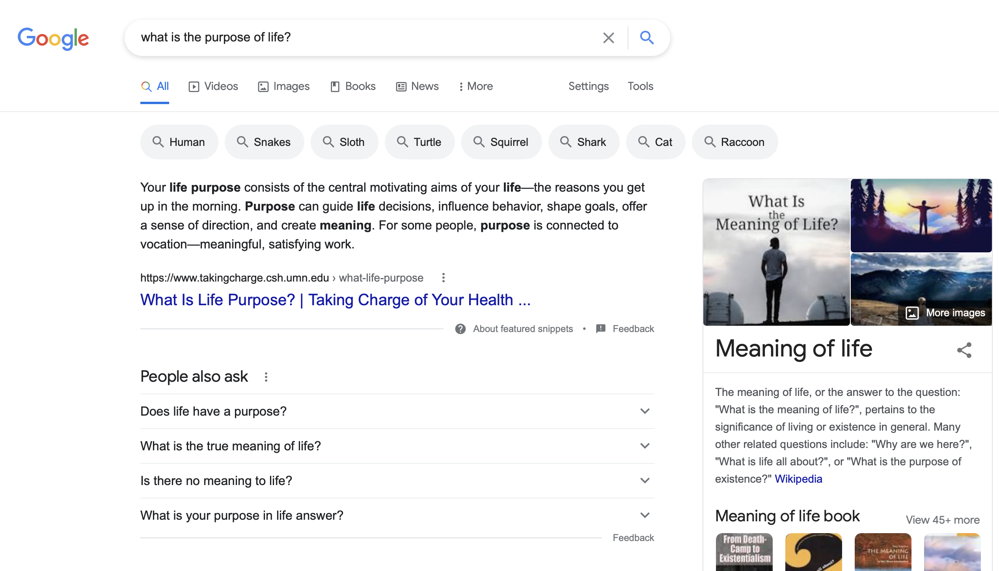 Google
what is the purpose of life?
All
Videos
Images
Books
News
More
Settings
Tools
Human
Snakes
Sloth
Turtle
Squirrel
Shark
Cat
Raccoon
Your life purpose consists of the central motivating aims of your life—the reasons you get
up in the morning. Purpose can guide life decisions, influence behavior, shape goals, offer
a sense of direction, and create meaning. For some people, purpose is connected to
vocation—meaningful, satisfying work.
https://www.takingcharge.csh.umn.edu › what-life-purpose
What Is Life Purpose? | Taking Charge of Your Health ...
About featured snippets • Feedback
People also ask
Does life have a purpose?
What is the true meaning of life?
Is there no meaning to life?
What is your purpose in life answer?
Feedback
What Is
the
Meaning of Life?
More images
Meaning of life
The meaning of life, or the answer to the question:
"What is the meaning of life?", pertains to the
significance of living or existence in general. Many
other related questions include: "Why are we here?",
"What is life all about?", or "What is the purpose of
existence?" Wikipedia
Meaning of life book
View 45+ more
From Death-
Camp to
Existentialism
all about?
THE MEANING
OF LIFE